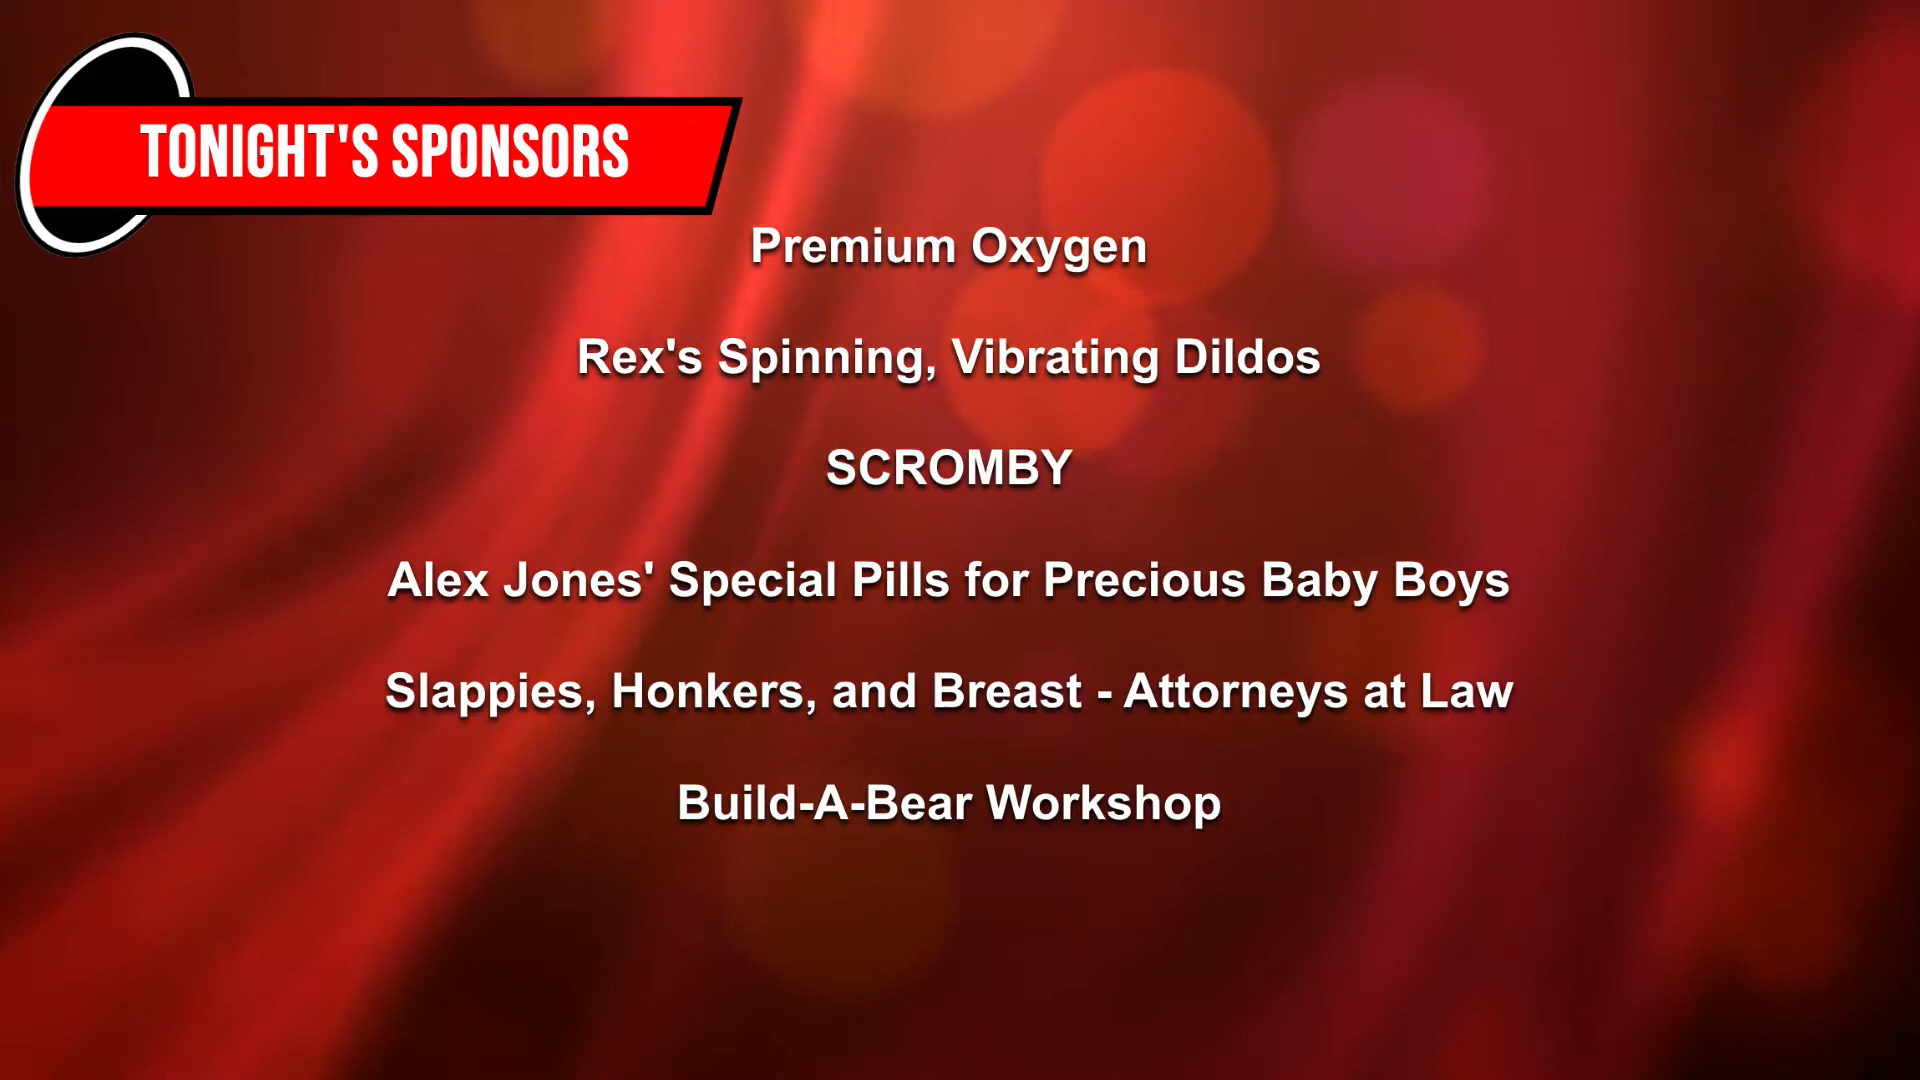 TONIGHT'S SPONSORS
Premium Oxygen
Rex's Spinning, Vibrating Dildos
SCROMBY
Alex Jones' Special Pills for Precious Baby Boys
Slappies, Honkers, and Breast - Attorneys at Law
Build-A-Bear Workshop